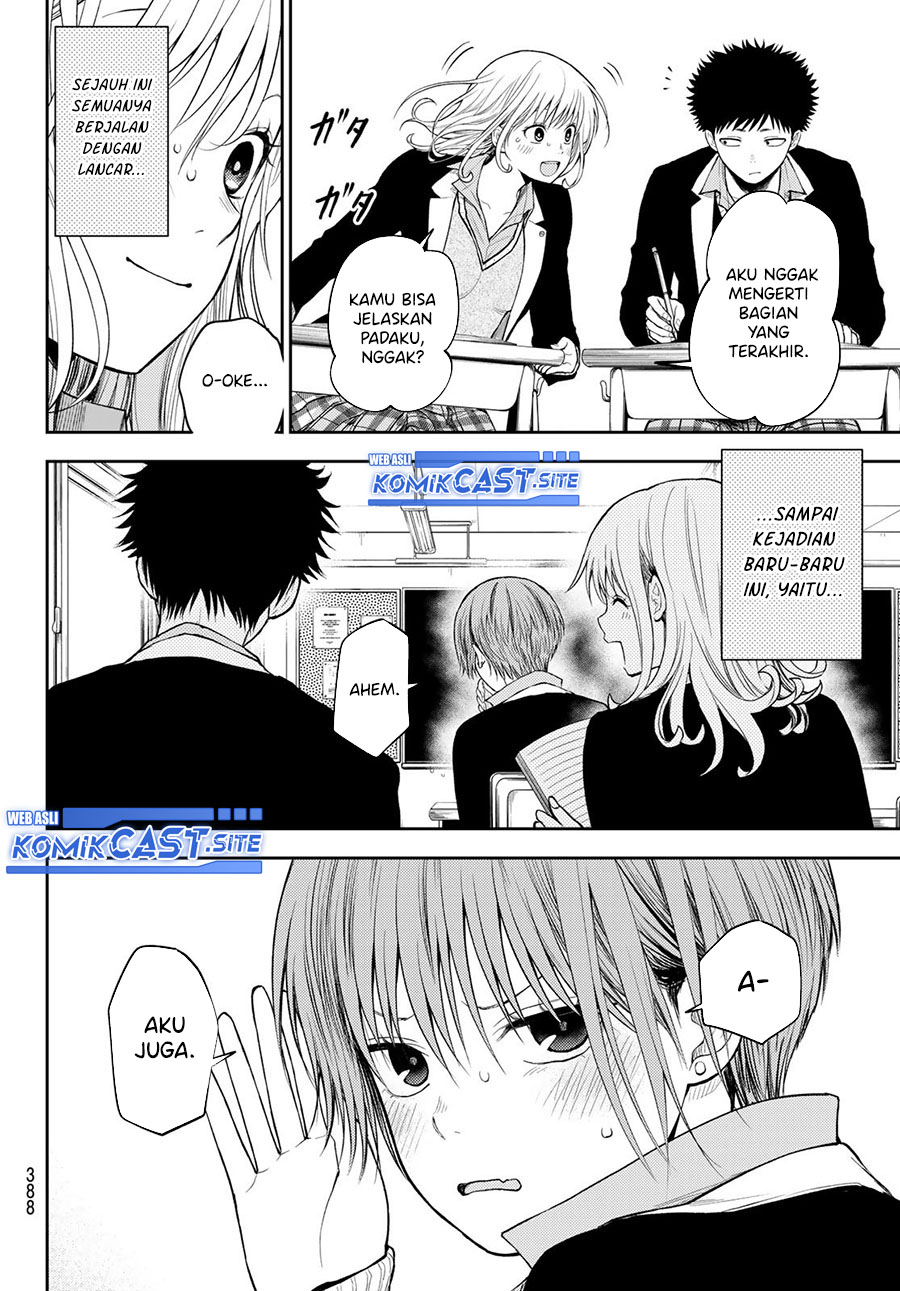 AKU NGGAK
MENGERTI
BAGIAN
YANG
TERAKHIR.
KAMU BISA
JELASKAN
PADAKU,
NGGAK?
ガタ
ガタ
SEJAUH INI
SEMUANYA
BERJALAN
DENGAN
LANCAR...
O-OKE...
WEB ASLI
KOMIKCAST.SITE
...SAMPAI
KEJADIAN
BARU-BARU
INI, YAITU...
AHEM.
WEB ASLI
KOMIKCAST.SITE
A-
AKU
JUGA.
388